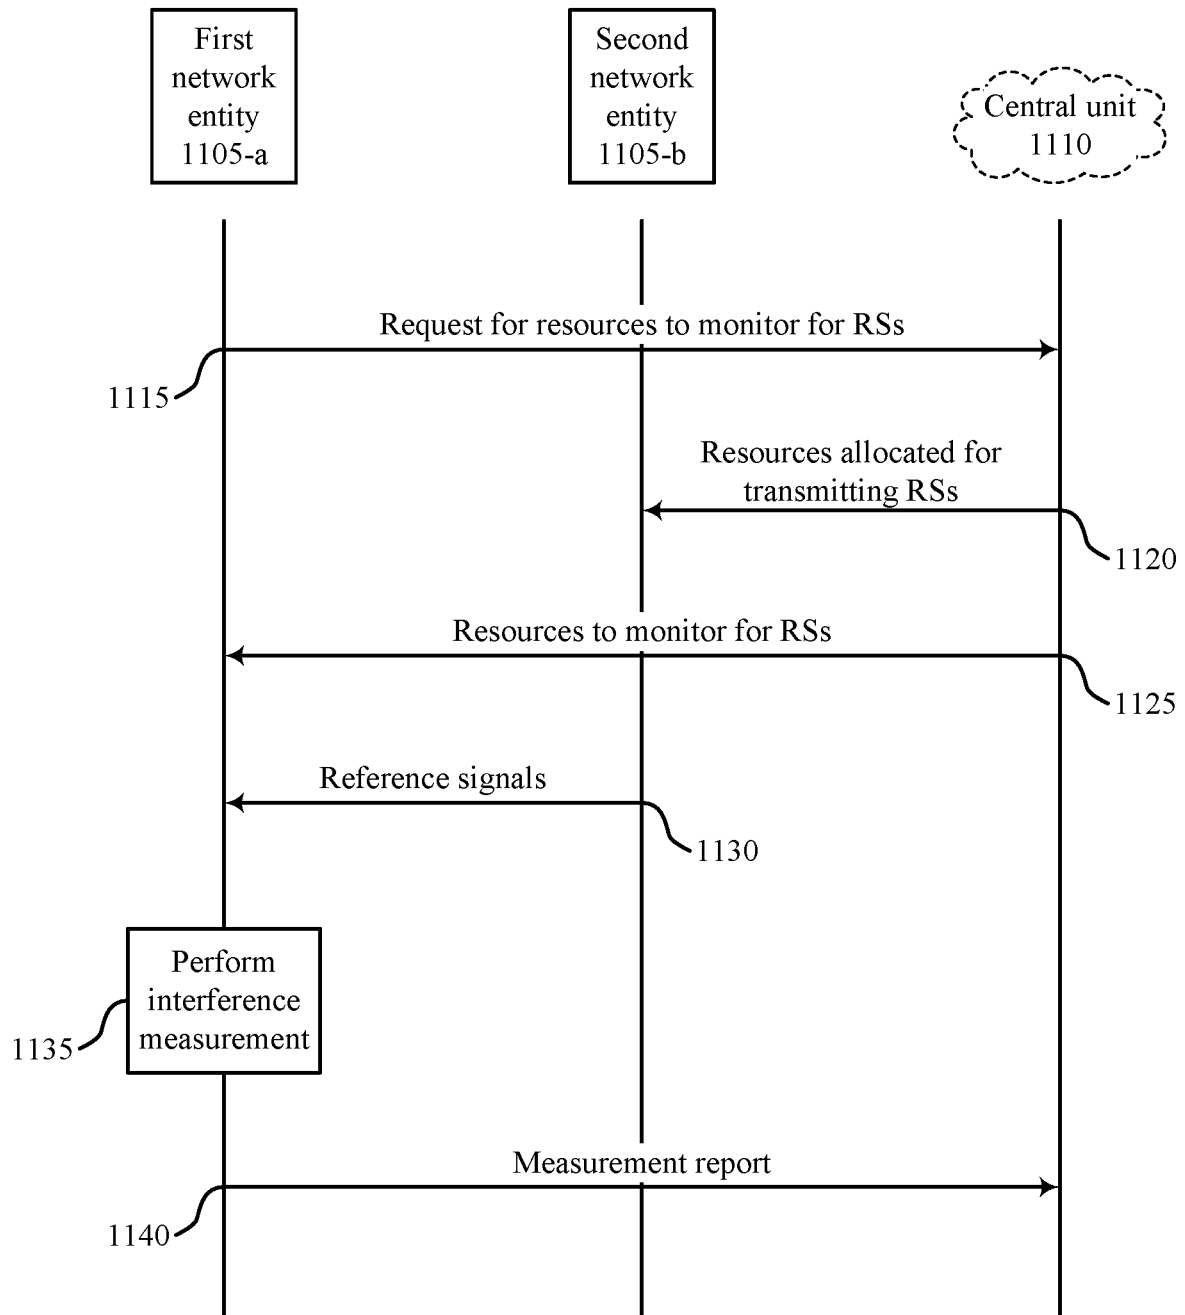 First
network
entity
1105-a
Second
network
entity
1105-b
Central unit
1110
Request for resources to monitor for RSs
1115
Resources allocated for
transmitting RSs
1120
Resources to monitor for RSs
1125
Reference signals
1130
Perform
interference
measurement
1135
Measurement report
1140